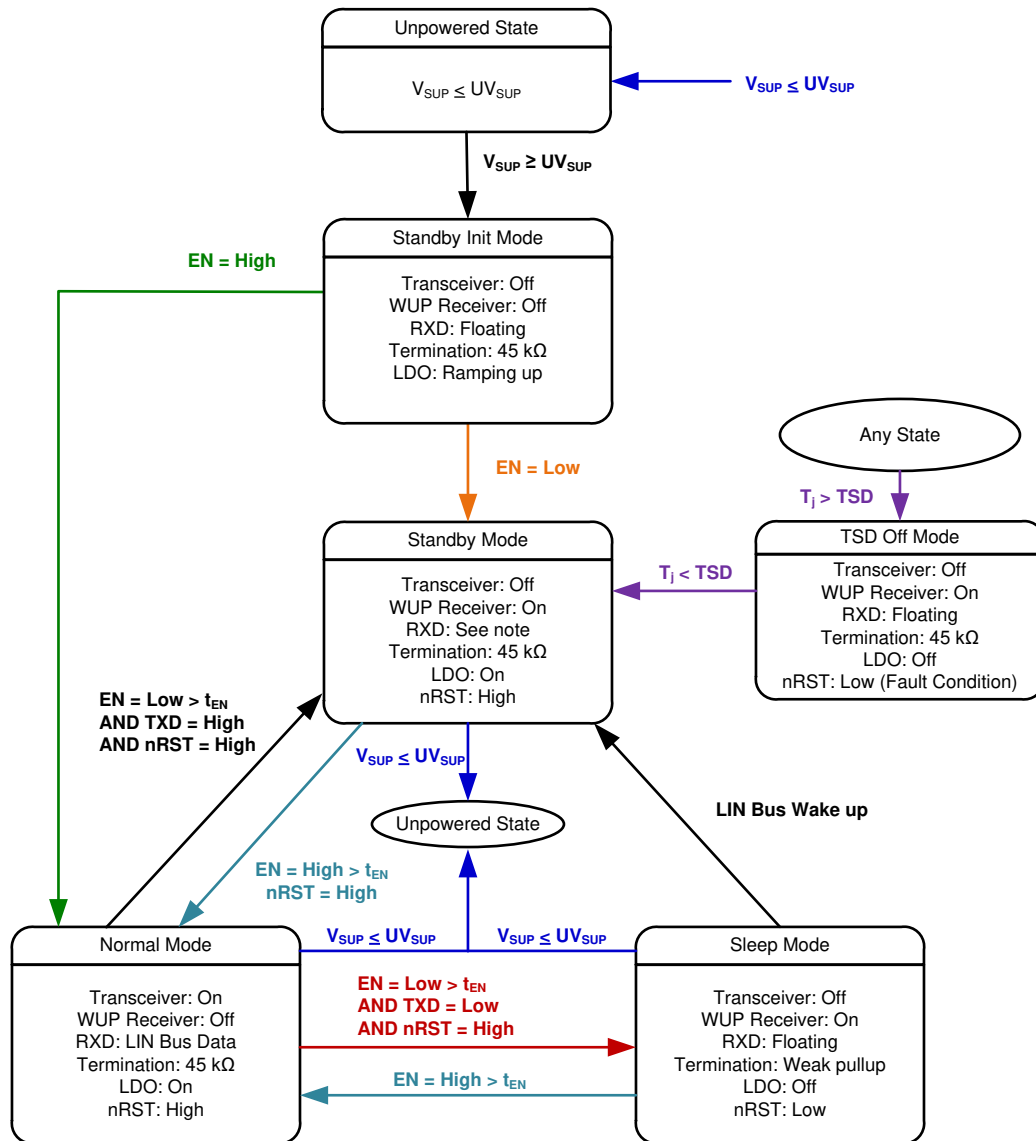 Unpowered State
V_SUP ≤ UV_SUP
V_SUP ≤ UV_SUP
V_SUP ≥ UV_SUP
Standby Init Mode
Transceiver: Off
WUP Receiver: Off
RXD: Floating
Termination: 45 kΩ
LDO: Ramping up
EN = High
EN = Low
Any State
T_j > TSD
TSD Off Mode
Transceiver: Off
WUP Receiver: On
RXD: Floating
Termination: 45 kΩ
LDO: Off
nRST: Low (Fault Condition)
T_j < TSD
Standby Mode
Transceiver: Off
WUP Receiver: On
RXD: See note
Termination: 45 kΩ
LDO: On
nRST: High
EN = Low > t_EN
AND TXD = High
AND nRST = High
V_SUP ≤ UV_SUP
Unpowered State
LIN Bus Wake up
EN = High > t_EN
nRST = High
V_SUP ≤ UV_SUP
V_SUP ≤ UV_SUP
Normal Mode
Transceiver: On
WUP Receiver: Off
RXD: LIN Bus Data
Termination: 45 kΩ
LDO: On
nRST: High
EN = Low > t_EN
AND TXD = Low
AND nRST = High
EN = High > t_EN
Sleep Mode
Transceiver: Off
WUP Receiver: On
RXD: Floating
Termination: Weak pullup
LDO: Off
nRST: Low